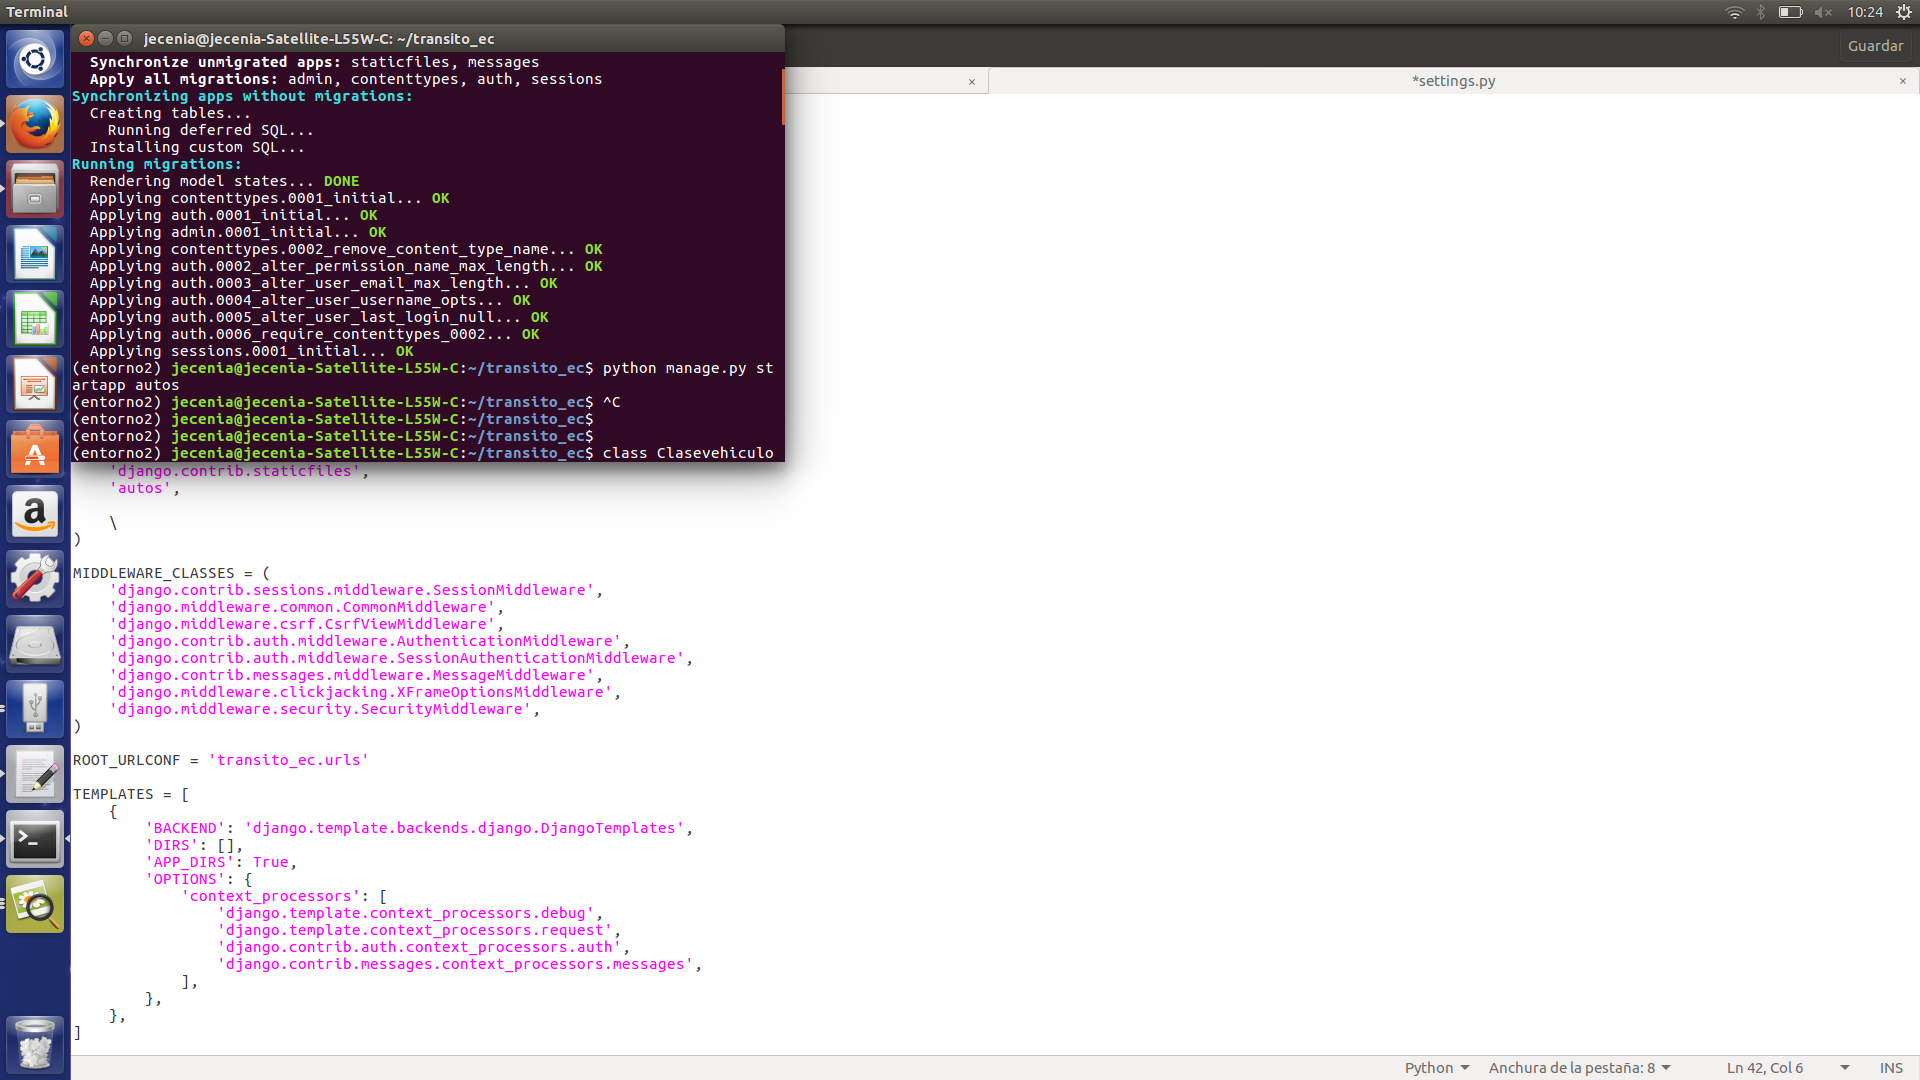 Terminal
10:24
jecenia@jecenia-Satellite-L55W-C: ~/transito_ec
Guardar
*settings.py
Synchronize unmigrated apps: staticfiles, messages
Apply all migrations: admin, contenttypes, auth, sessions
Synchronizing apps without migrations:
Creating tables...
Running deferred SQL...
Installing custom SQL...
Running migrations:
Rendering model states... DONE
Applying contenttypes.0001_initial... OK
Applying auth.0001_initial... OK
Applying admin.0001_initial... OK
Applying contenttypes.0002_remove_content_type_name... OK
Applying auth.0002_alter_permission_name_max_length... OK
Applying auth.0003_alter_user_email_max_length... OK
Applying auth.0004_alter_user_username_opts... OK
Applying auth.0005_alter_user_last_login_null... OK
Applying auth.0006_require_contenttypes_0002... OK
Applying sessions.0001_initial... OK
(entorno2) jecenia@jecenia-Satellite-L55W-C:~/transito_ec$ python manage.py st
artapp autos
(entorno2) jecenia@jecenia-Satellite-L55W-C:~/transito_ec$ ^C
(entorno2) jecenia@jecenia-Satellite-L55W-C:~/transito_ec$
(entorno2) jecenia@jecenia-Satellite-L55W-C:~/transito_ec$
(entorno2) jecenia@jecenia-Satellite-L55W-C:~/transito_ec$ class Clasevehiculo
'django.contrib.staticfiles',
'autos',
\
)
MIDDLEWARE_CLASSES = (
'django.contrib.sessions.middleware.SessionMiddleware',
'django.middleware.common.CommonMiddleware',
'django.middleware.csrf.CsrfViewMiddleware',
'django.contrib.auth.middleware.AuthenticationMiddleware',
'django.contrib.auth.middleware.SessionAuthenticationMiddleware',
'django.contrib.messages.middleware.MessageMiddleware',
'django.middleware.clickjacking.XFrameOptionsMiddleware',
'django.middleware.security.SecurityMiddleware',
)
ROOT_URLCONF = 'transito_ec.urls'
TEMPLATES = [
{
'BACKEND': 'django.template.backends.django.DjangoTemplates',
'DIRS': [],
'APP_DIRS': True,
'OPTIONS': {
'context_processors': [
'django.template.context_processors.debug',
'django.template.context_processors.request',
'django.contrib.auth.context_processors.auth',
'django.contrib.messages.context_processors.messages',
],
},
},
]
Python
Anchura de la pestaña: 8
Ln 42, Col 6
INS